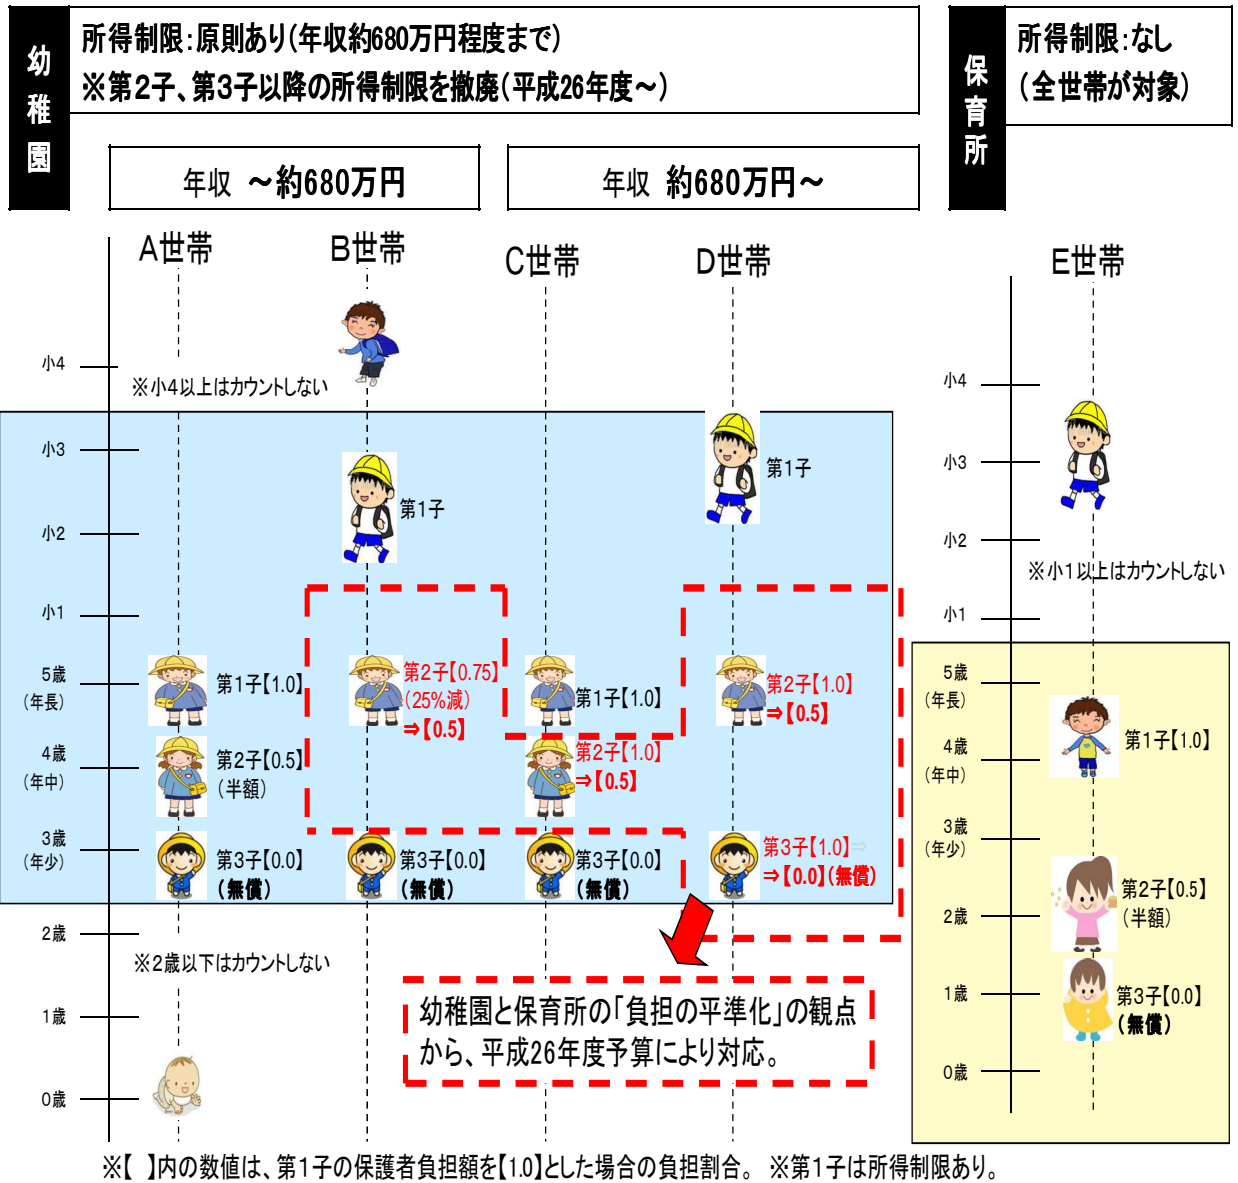 幼稚園
所得制限：原則あり（年収約680万円程度まで）
※第２子、第３子以降の所得制限を撤廃（平成26年度～）
保育所
所得制限：なし
（全世帯が対象）
年収 ～約680万円
年収 約680万円～
A世帯
B世帯
C世帯
D世帯
E世帯
小4
※小４以上はカウントしない
小3
小2
小1
5歳
（年長）
4歳
（年中）
3歳
（年少）
2歳
1歳
0歳
第1子【1.0】
第2子【0.5】
（半額）
第3子【0.0】
（無償）
※２歳以下はカウントしない
第1子
第2子【0.75】
（25%減）
⇒【0.5】
第3子【0.0】
（無償）
第1子【1.0】
第2子【1.0】
⇒【0.5】
第3子【0.0】
（無償）
第1子
第2子【1.0】
⇒【0.5】
第3子【1.0】⇒
⇒【0.0】（無償）
幼稚園と保育所の「負担の平準化」の観点
から、平成26年度予算により対応。
小4
小3
小2
※小１以上はカウントしない
小1
5歳
（年長）
4歳
（年中）
3歳
（年少）
2歳
1歳
0歳
第1子【1.0】
第2子【0.5】
（半額）
第3子【0.0】
（無償）
※【 】内の数値は、第１子の保護者負担額を【1.0】とした場合の負担割合。 ※第１子は所得制限あり。